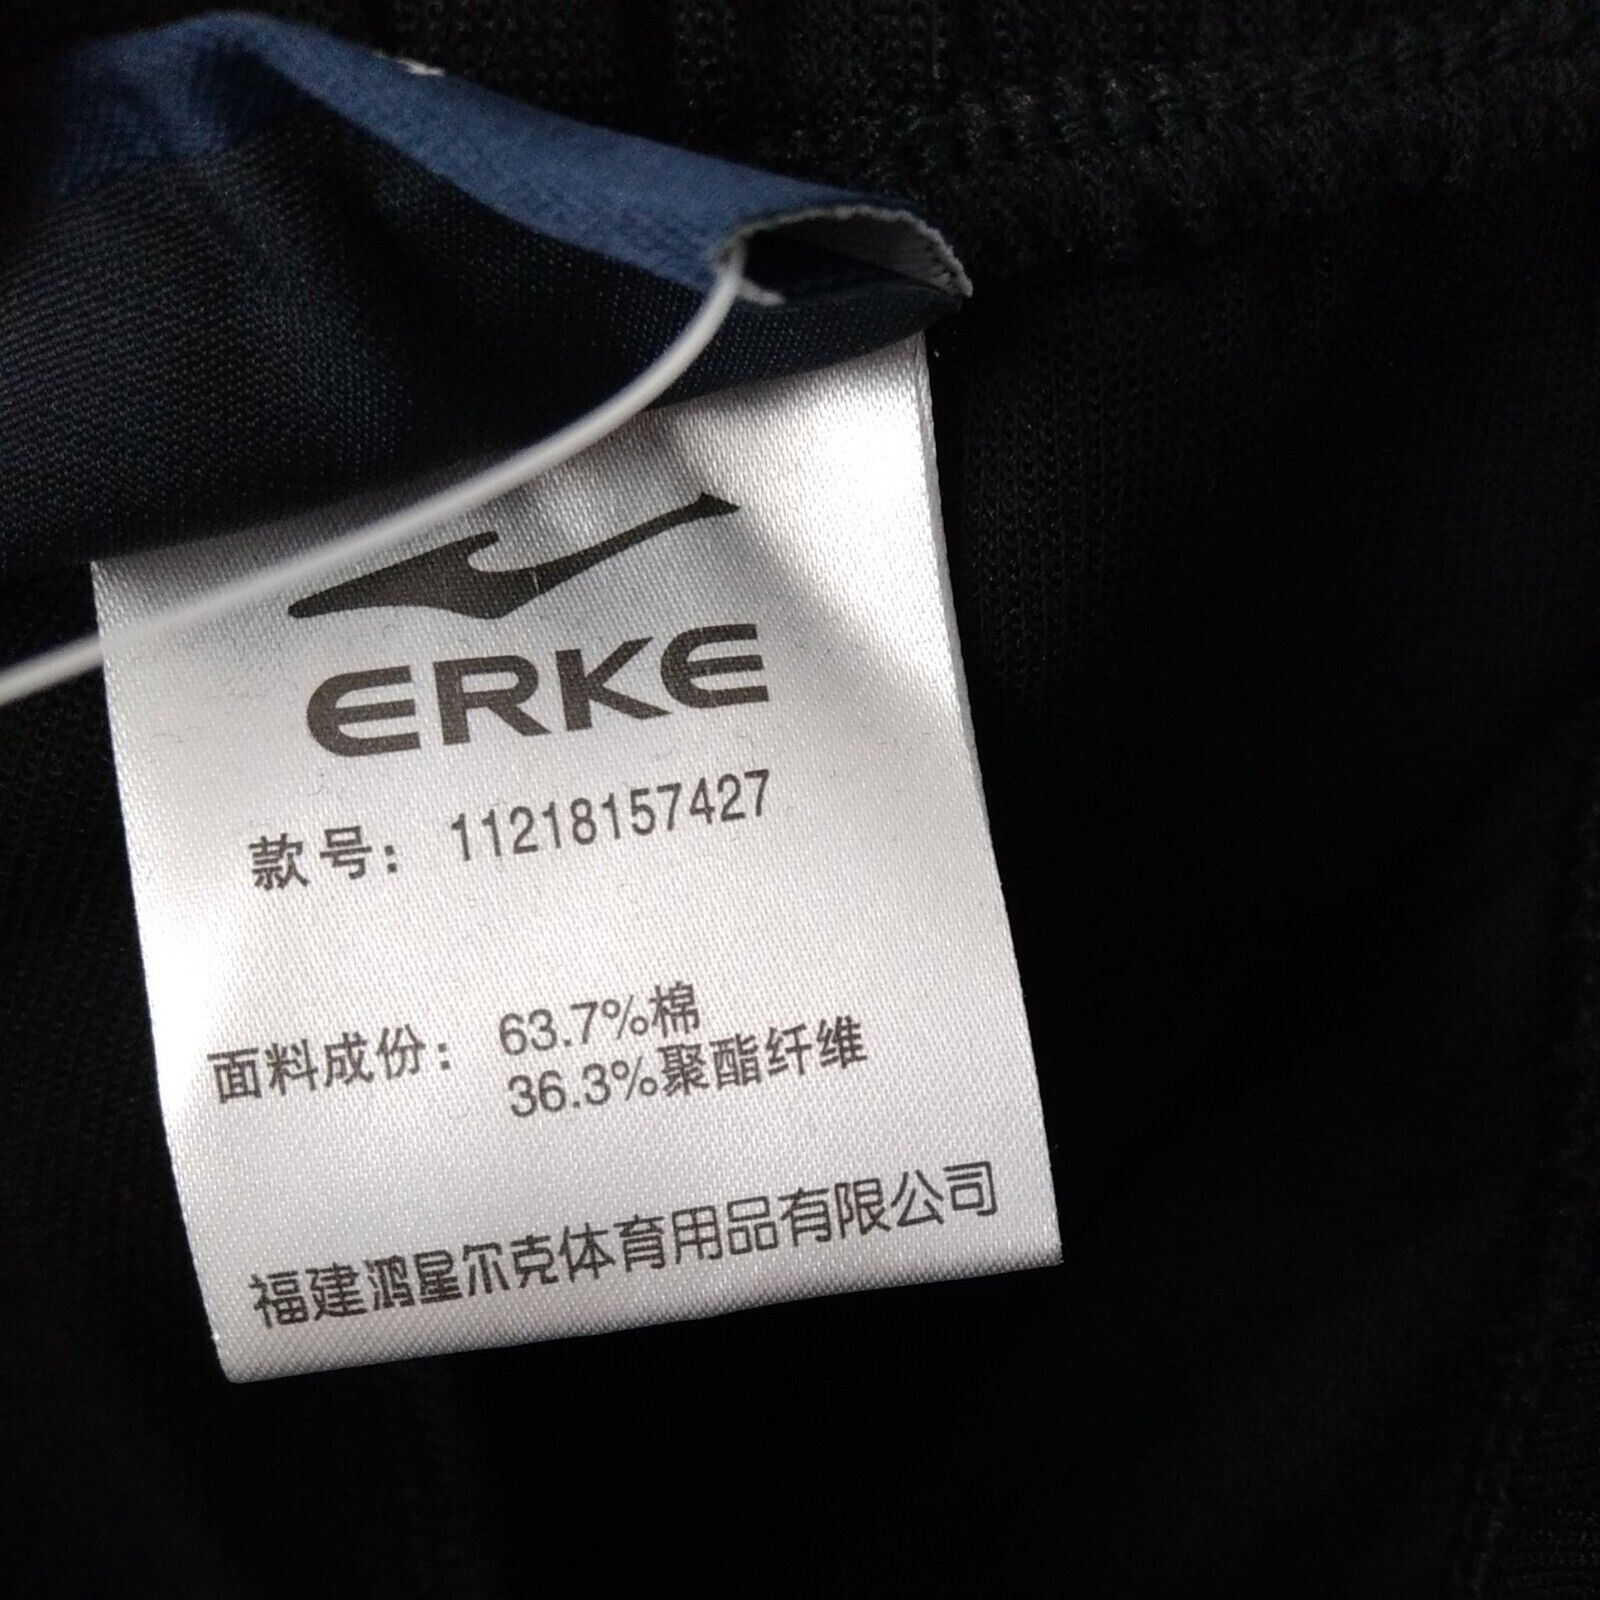 ERKE
款号: 11218157427
面料成份: 63.7%棉
36.3%聚酯纤维
福建鸿星尔克体育用品有限公司